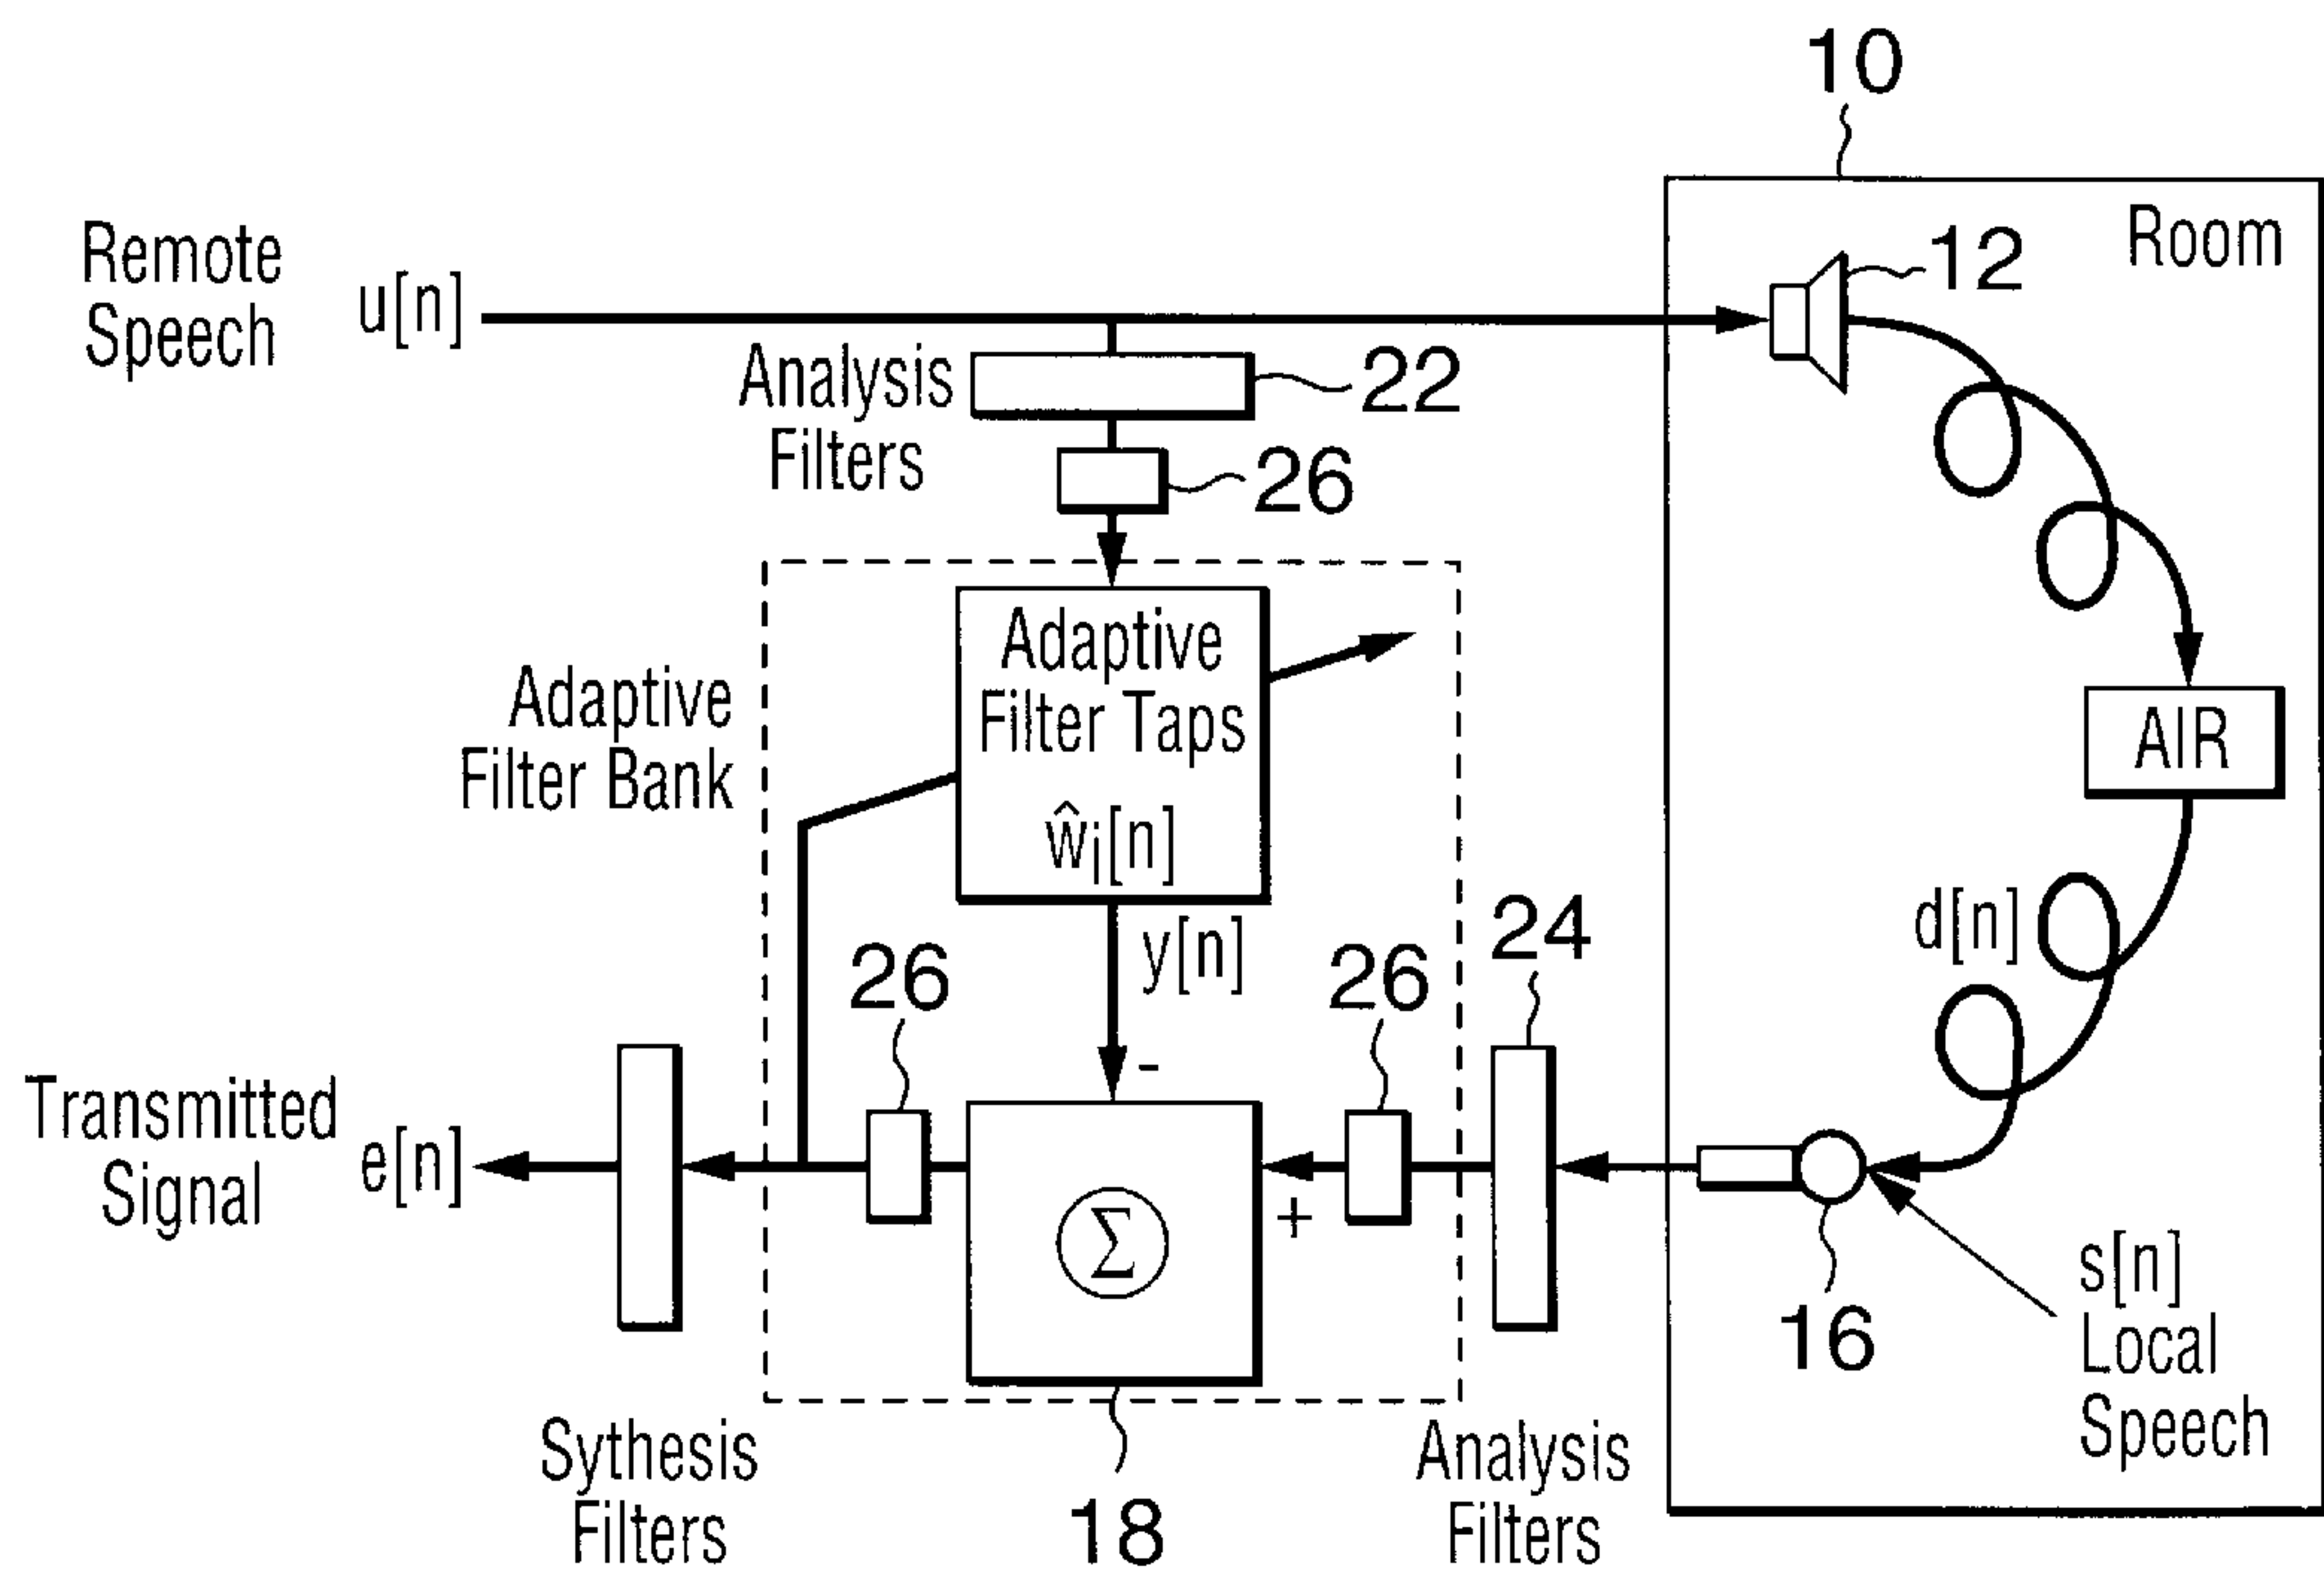 10
Room
12
Remote
Speech
u[n]
Analysis
Filters
22
26
Adaptive
Filter Taps
ŵi[n]
Adaptive
Filter Bank
AIR
d[n]
y[n]
24
26
26
-
+
Σ
Transmitted
Signal
e[n]
16
s[n]
Local
Speech
Sythesis
Filters
18
Analysis
Filters